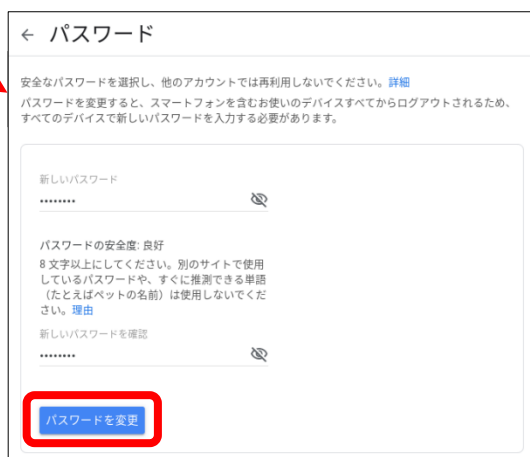 ← パスワード
安全なパスワードを選択し、他のアカウントでは再利用しないでください。詳細
パスワードを変更すると、スマートフォンを含むお使いのデバイスすべてからログアウトされるため、
すべてのデバイスで新しいパスワードを入力する必要があります。
新しいパスワード
••••••••
パスワードの安全度: 良好
8 文字以上にしてください。別のサイトで使用
しているパスワードや、すぐに推測できる単語
（たとえばペットの名前）は使用しないでくだ
さい。理由
新しいパスワードを確認
••••••••
パスワードを変更